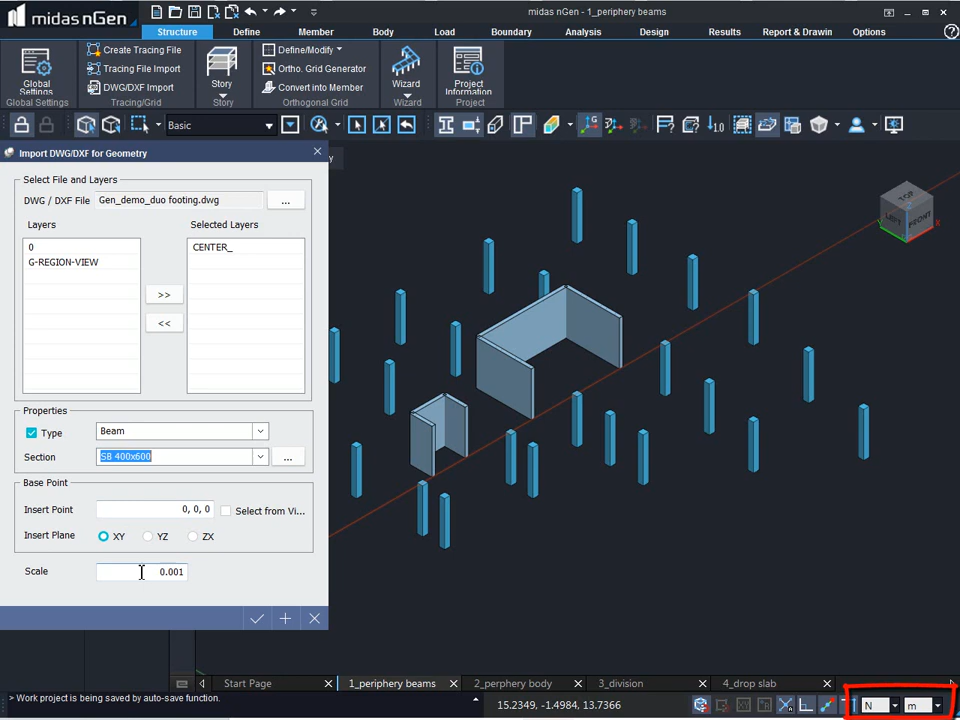 midas nGen
midas nGen - 1_periphery beams
Structure Define Member Body Load Boundary Analysis Design Results Report & Drawin Options
Global Settings
Create Tracing File
Tracing File Import
DWG/DXF Import
Story
Define/Modify
Ortho. Grid Generator
Convert into Member
Wizard
Project Information
Global Settings Tracing/Grid Story Orthogonal Grid Wizard Project
Basic
1.0
Import DWG/DXF for Geometry
Select File and Layers
DWG / DXF File Gen_demo_duo footing.dwg ...
Layers Selected Layers
0 CENTER_
G-REGION-VIEW
>>
<<
Properties
Type Beam
Section SB 400x600 ...
Base Point
Insert Point 0, 0, 0 Select from Vi...
Insert Plane XY YZ ZX
Scale 0.001
TOP
LEFT FRONT
X
Start Page 1_periphery beams 2_perphery body 3_division 4_drop slab
> Work project is being saved by auto-save function.
15.2349, -1.4984, 13.7366
N m